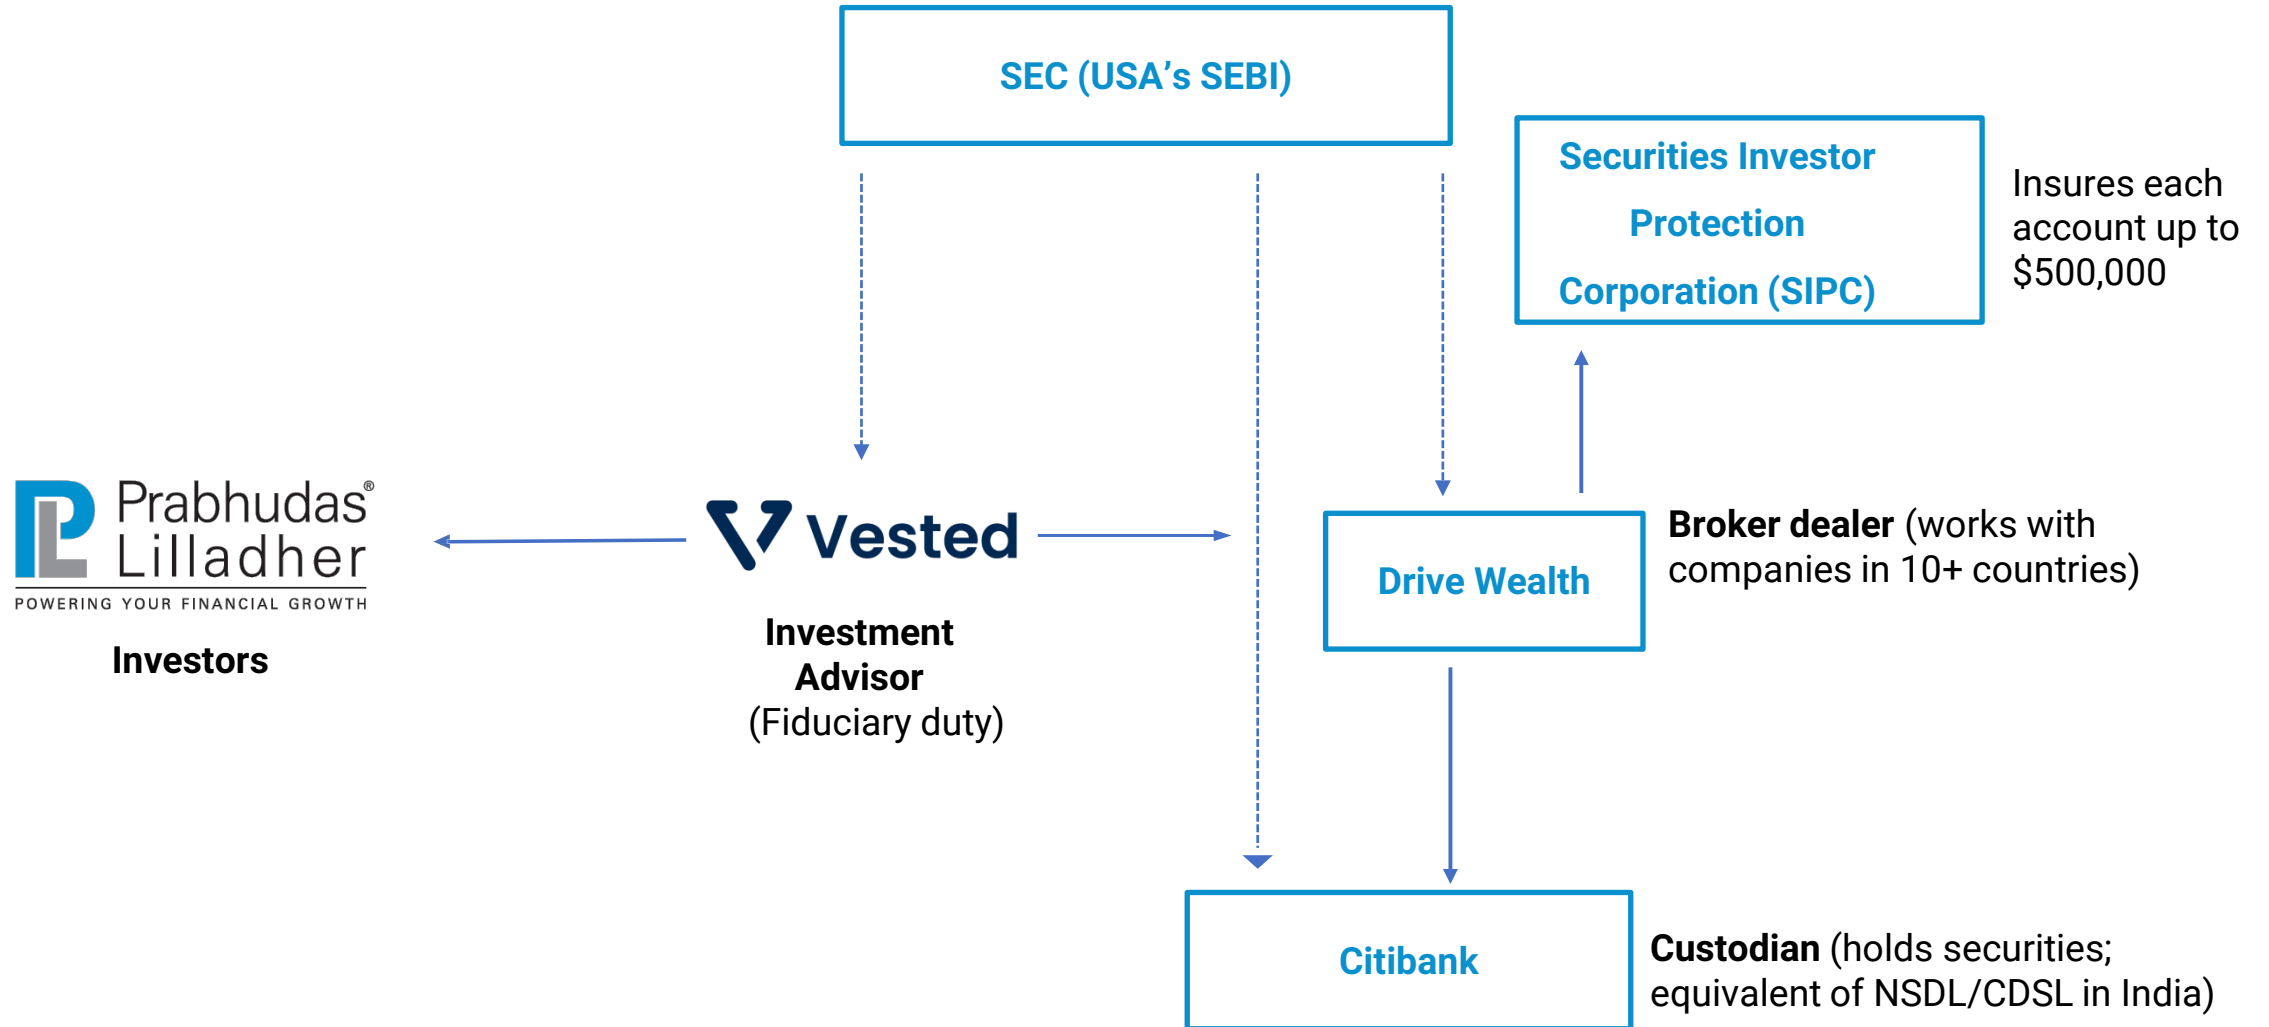 SEC (USA’s SEBI)
Securities Investor
Protection
Corporation (SIPC)
Insures each
account up to
$500,000
Prabhudas®
Lilladher
POWERING YOUR FINANCIAL GROWTH
Investors
Vested
Investment
Advisor
(Fiduciary duty)
Drive Wealth
Broker dealer (works with
companies in 10+ countries)
Citibank
Custodian (holds securities;
equivalent of NSDL/CDSL in India)